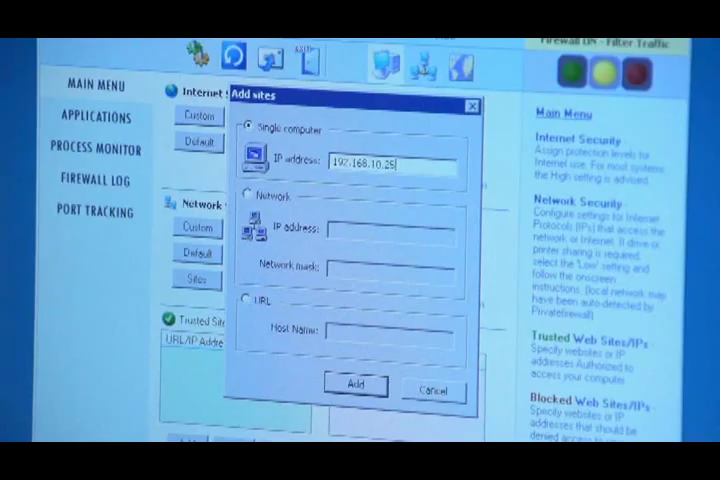 Firewall ON - Filter Traffic
EXIT
MAIN MENU
APPLICATIONS
PROCESS MONITOR
FIREWALL LOG
PORT TRACKING
Internet
Custom
Default
Network
Custom
Default
Sites
Trusted Sit
URL/IP Addre
Add sites
Single computer
IP address:
192.168.10.25
Network
IP address:
Network mask:
URL
Host Name:
Add
Cancel
Main Menu
Internet Security -
Assign protection levels for
Internet use. For most systems
the High setting is advised.
Network Security -
Configure settings for Internet
Protocols (IPs) that access the
network or Internet. If drive or
printer sharing is required,
select the 'Low' setting and
follow the onscreen
instructions. (local network may
have been auto-detected by
Privatefirewall)
Trusted Web Sites/IPs -
Specify websites or IP
addresses Authorized to
access your computer
Blocked Web Sites/IPs -
Specify websites or IP
addresses that should be
denied access to